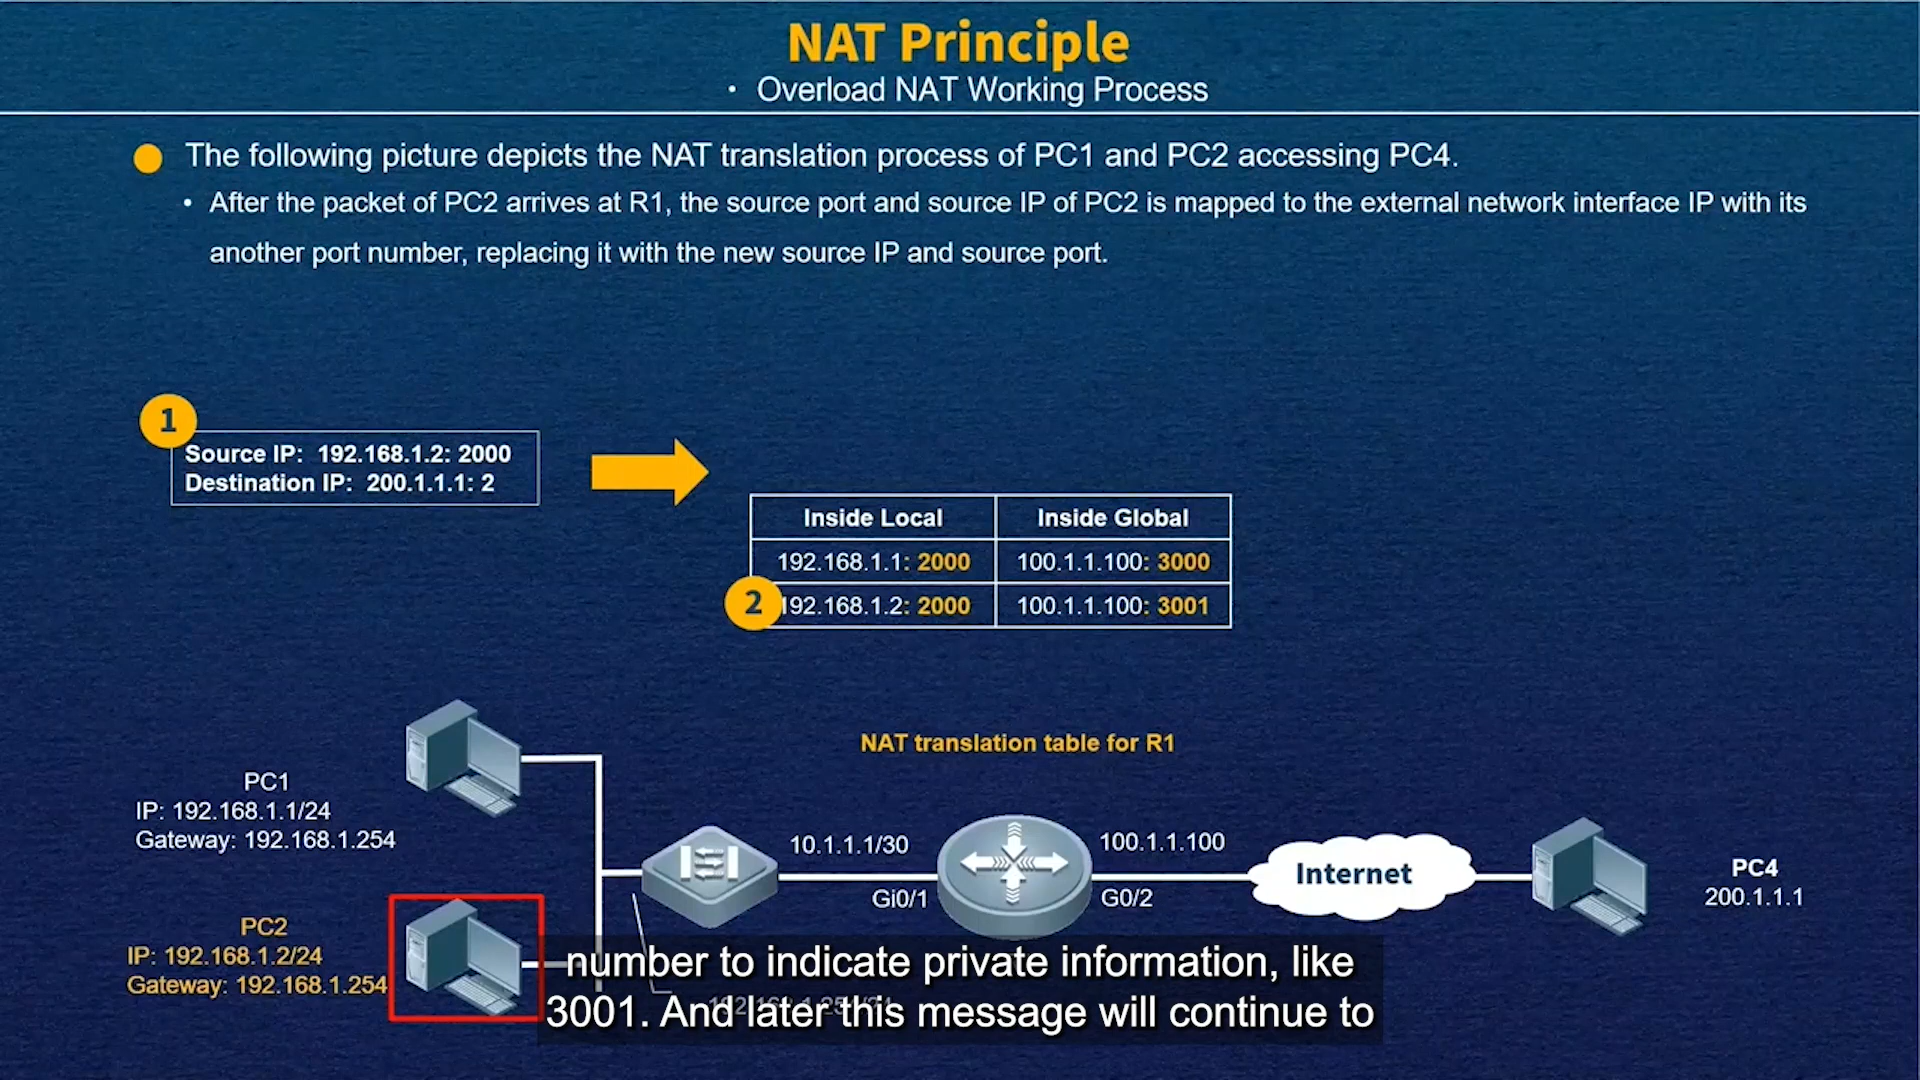 NAT Principle
• Overload NAT Working Process
The following picture depicts the NAT translation process of PC1 and PC2 accessing PC4.
• After the packet of PC2 arrives at R1, the source port and source IP of PC2 is mapped to the external network interface IP with its
another port number, replacing it with the new source IP and source port.
1
Source IP: 192.168.1.2: 2000
Destination IP: 200.1.1.1: 2
Inside Local Inside Global
192.168.1.1: 2000 100.1.1.100: 3000
2 192.168.1.2: 2000 100.1.1.100: 3001
NAT translation table for R1
PC1
IP: 192.168.1.1/24
Gateway: 192.168.1.254
10.1.1.1/30
Gi0/1
100.1.1.100
G0/2
Internet
PC4
200.1.1.1
PC2
IP: 192.168.1.2/24
Gateway: 192.168.1.254
number to indicate private information, like
3001. And later this message will continue to